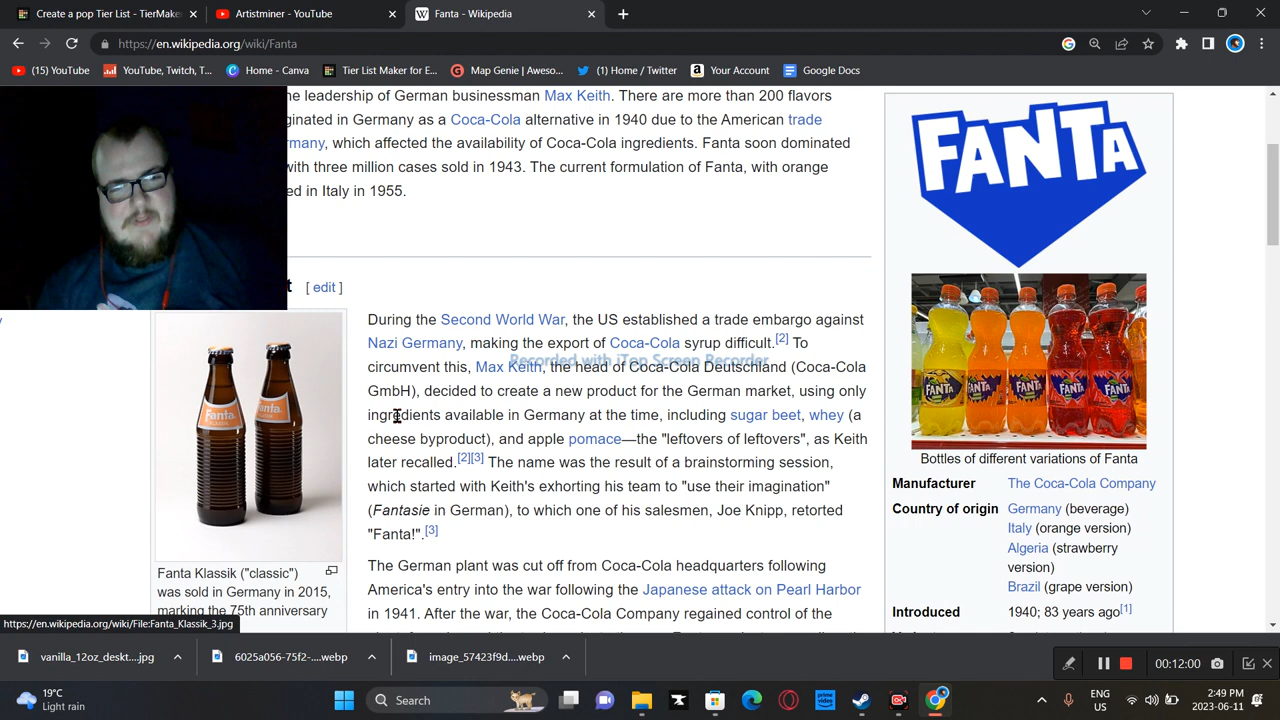 Create a pop Tier List - TierMake
Artistminer - YouTube
W Fanta - Wikipedia
https://en.wikipedia.org/wiki/Fanta
(15) YouTube
YouTube, Twitch, T...
Home - Canva
Tier List Maker for E...
Map Genie | Aweso...
(1) Home / Twitter
Your Account
Google Docs
he leadership of German businessman Max Keith. There are more than 200 flavors
ginated in Germany as a Coca-Cola alternative in 1940 due to the American trade
rmany, which affected the availability of Coca-Cola ingredients. Fanta soon dominated
with three million cases sold in 1943. The current formulation of Fanta, with orange
ed in Italy in 1955.
t [ edit ]
During the Second World War, the US established a trade embargo against
Nazi Germany, making the export of Coca-Cola syrup difficult.[2] To
Recorded with iTop Screen Recorder
circumvent this, Max Keith, the head of Coca-Cola Deutschland (Coca-Cola
GmbH), decided to create a new product for the German market, using only
ingredients available in Germany at the time, including sugar beet, whey (a
cheese byproduct), and apple pomace—the "leftovers of leftovers", as Keith
later recalled.[2][3] The name was the result of a brainstorming session,
which started with Keith's exhorting his team to "use their imagination"
(Fantasie in German), to which one of his salesmen, Joe Knipp, retorted
"Fanta!".[3]
The German plant was cut off from Coca-Cola headquarters following
America's entry into the war following the Japanese attack on Pearl Harbor
in 1941. After the war, the Coca-Cola Company regained control of the
Fanta
KLASSIK
Fanta
Fanta Klassik ("classic")
was sold in Germany in 2015,
marking the 75th anniversary
https://en.wikipedia.org/wiki/File:Fanta_Klassik_3.jpg
FANTA
FANTA
FANTA
FANTA
FANTA
FANTA
Bottles of different variations of Fanta
Manufacturer The Coca-Cola Company
Country of origin Germany (beverage)
Italy (orange version)
Algeria (strawberry
version)
Brazil (grape version)
Introduced 1940; 83 years ago[1]
vanilla_12oz_deskt....jpg
6025a056-75f2-....webp
image_57423f9d....webp
00:12:00
19°C
Light rain
Search
prime video
ENG
US
2:49 PM
2023-06-11